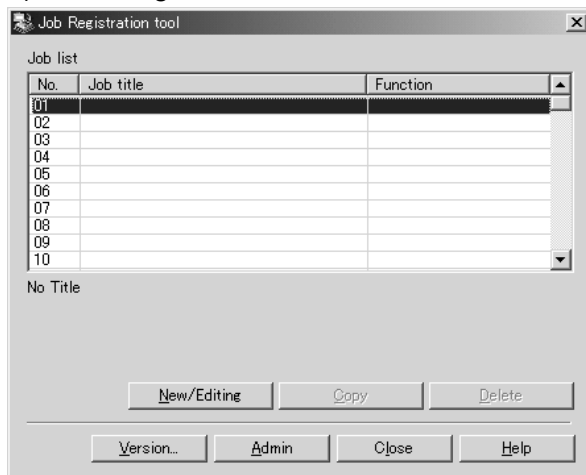 Job Registration tool
Job list
No. Job title Function
01
02
03
04
05
06
07
08
09
10
No Title
New/Editing Copy Delete
Version... Admin Close Help